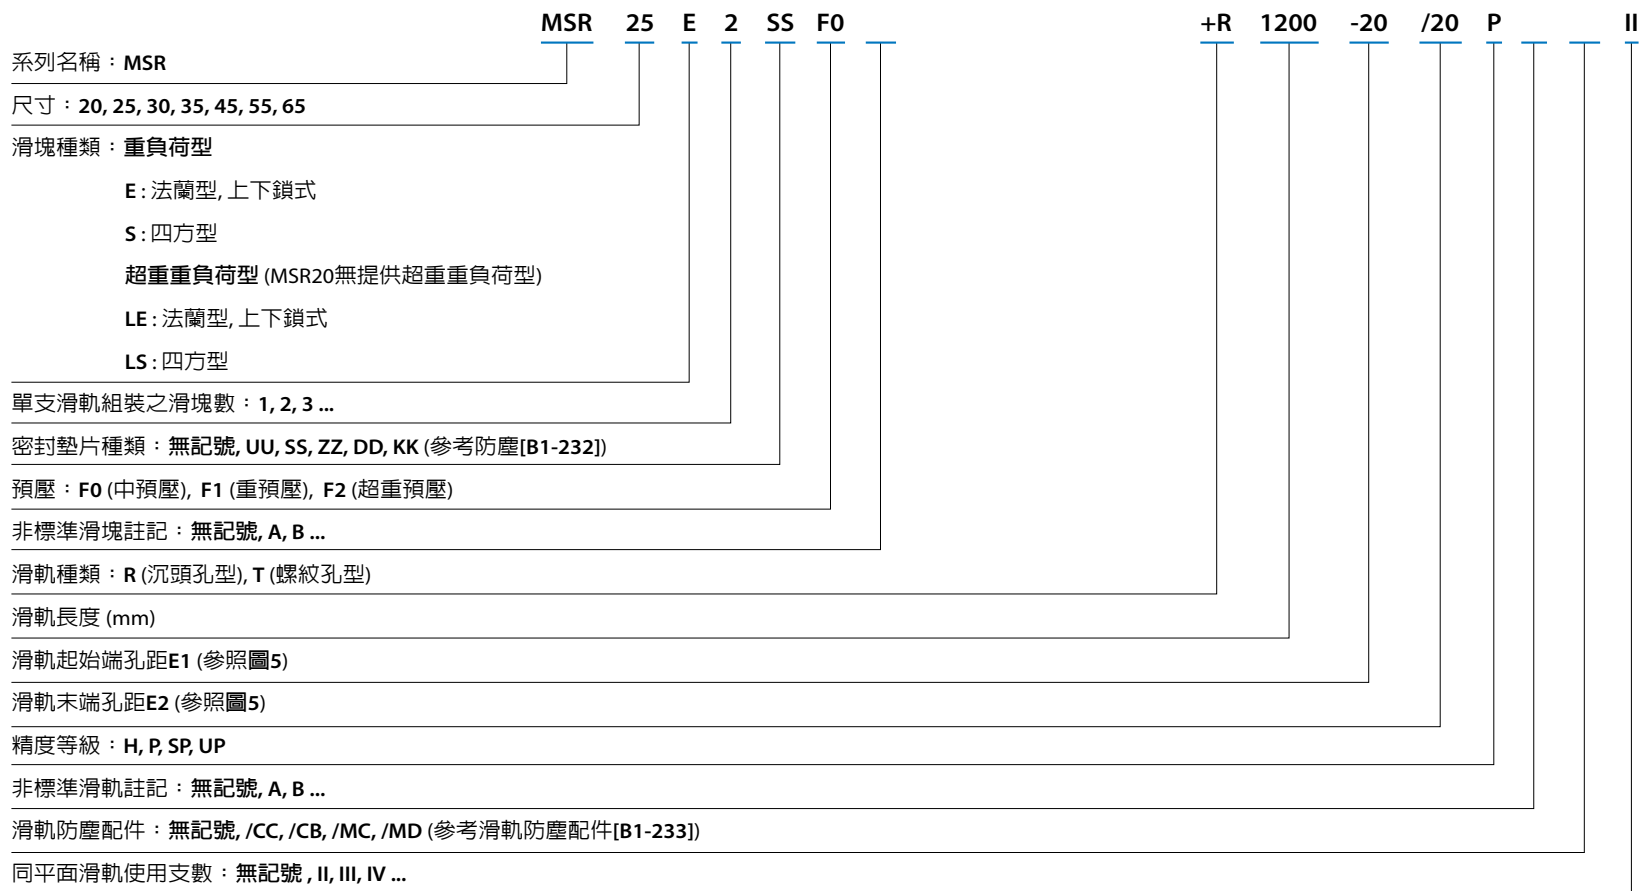 MSR 25 E 2 SS F0 +R 1200 -20 /20 P II
系列名稱：MSR
尺寸：20, 25, 30, 35, 45, 55, 65
滑塊種類：重負荷型
E : 法蘭型, 上下鎖式
S : 四方型
超重重負荷型 (MSR20無提供超重重負荷型)
LE : 法蘭型, 上下鎖式
LS : 四方型
單支滑軌組裝之滑塊數：1, 2, 3 ...
密封墊片種類：無記號, UU, SS, ZZ, DD, KK (參考防塵[B1-232])
預壓：F0 (中預壓), F1 (重預壓), F2 (超重預壓)
非標準滑塊註記：無記號, A, B ...
滑軌種類：R (沉頭孔型), T (螺紋孔型)
滑軌長度 (mm)
滑軌起始端孔距E1 (參照圖5)
滑軌末端孔距E2 (參照圖5)
精度等級：H, P, SP, UP
非標準滑軌註記：無記號, A, B ...
滑軌防塵配件：無記號, /CC, /CB, /MC, /MD (參考滑軌防塵配件[B1-233])
同平面滑軌使用支數：無記號 , II, III, IV ...